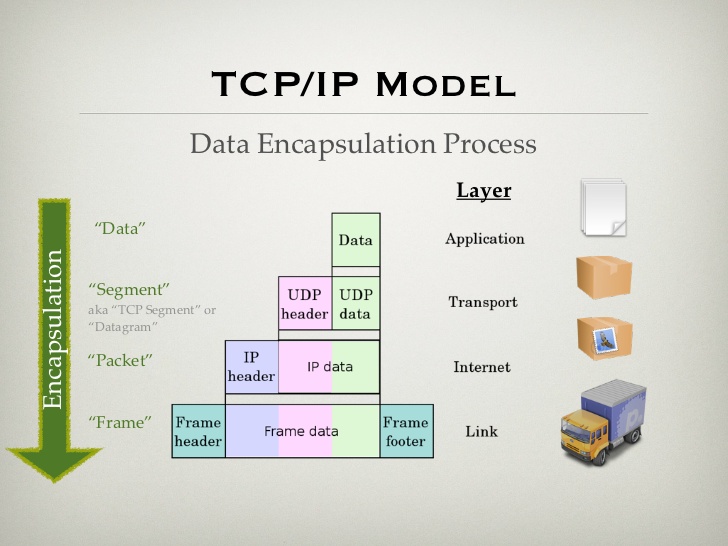 TCP/IP Model
Data Encapsulation Process
Layer
Encapsulation
“Data”
Data
Application
“Segment”
aka “TCP Segment” or
“Datagram”
UDP
header
UDP
data
Transport
“Packet”
IP
header
IP data
Internet
“Frame”
Frame
header
Frame data
Frame
footer
Link